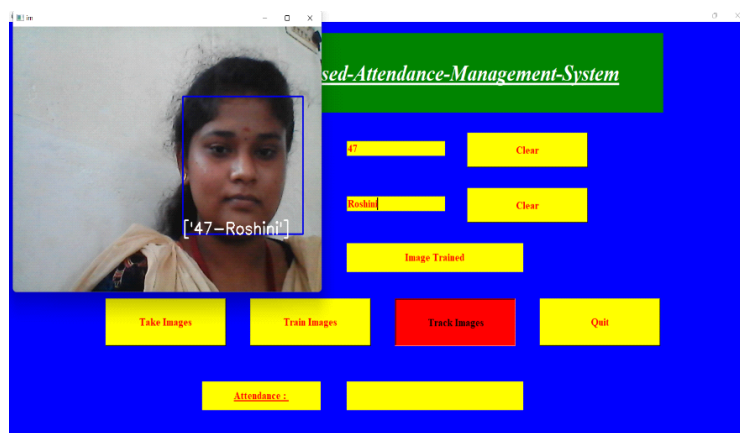 im
sed-Attendance-Management-System
47
Clear
Roshini
Clear
['47-Roshini']
Image Trained
Take Images
Train Images
Track Images
Quit
Attendance :